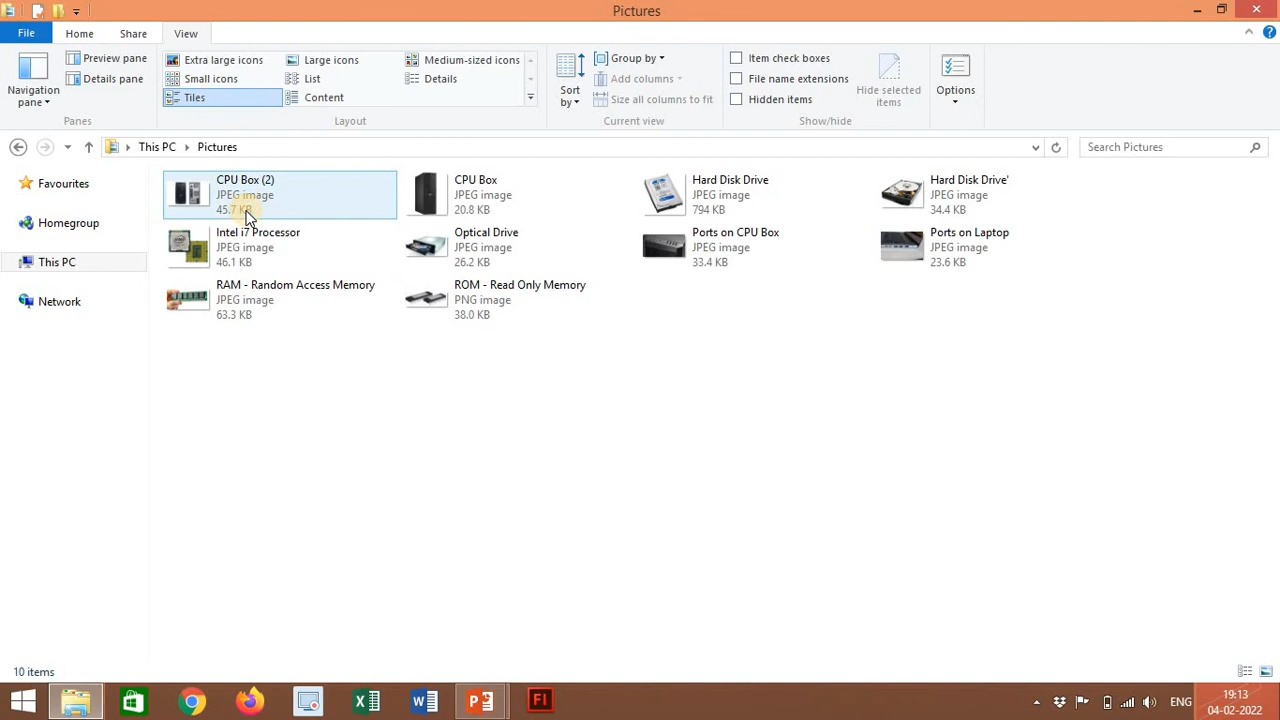 Pictures
File Home Share View
Preview pane
Details pane
Navigation pane
Panes
Extra large icons Large icons Medium-sized icons
Small icons List Details
Tiles Content
Layout
Sort by
Group by
Add columns
Size all columns to fit
Current view
Item check boxes
File name extensions
Hidden items
Hide selected items
Show/hide
Options
This PC Pictures
Search Pictures
Favourites
Homegroup
This PC
Network
CPU Box (2)
JPEG image
45.7 KB
CPU Box
JPEG image
20.8 KB
Hard Disk Drive
JPEG image
794 KB
Hard Disk Drive'
JPEG image
34.4 KB
Intel i7 Processor
JPEG image
46.1 KB
Optical Drive
JPEG image
26.2 KB
Ports on CPU Box
JPEG image
33.4 KB
Ports on Laptop
JPEG image
23.6 KB
RAM - Random Access Memory
JPEG image
63.3 KB
ROM - Read Only Memory
PNG image
38.0 KB
10 items
ENG
19:13
04-02-2022